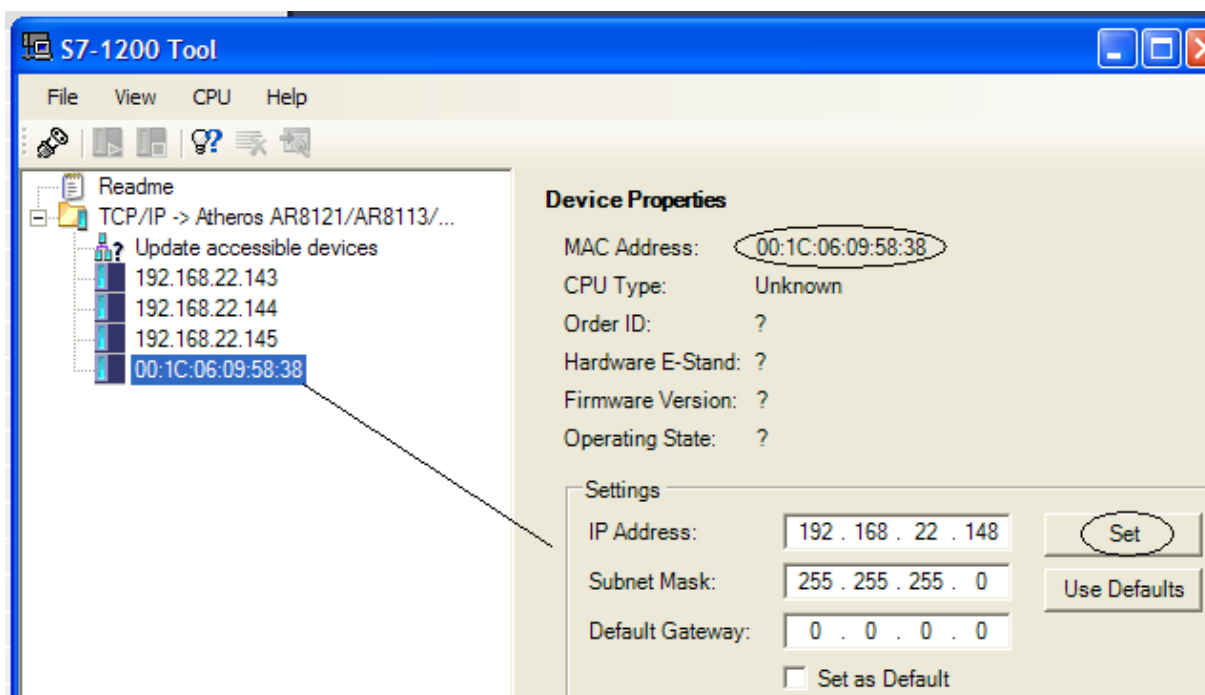 S7-1200 Tool
File View CPU Help
Readme
TCP/IP -> Atheros AR8121/AR8113/...
Update accessible devices
192.168.22.143
192.168.22.144
192.168.22.145
00:1C:06:09:58:38
Device Properties
MAC Address: 00:1C:06:09:58:38
CPU Type: Unknown
Order ID: ?
Hardware E-Stand: ?
Firmware Version: ?
Operating State: ?
Settings
IP Address: 192 . 168 . 22 . 148 Set
Subnet Mask: 255 . 255 . 255 . 0 Use Defaults
Default Gateway: 0 . 0 . 0 . 0
Set as Default